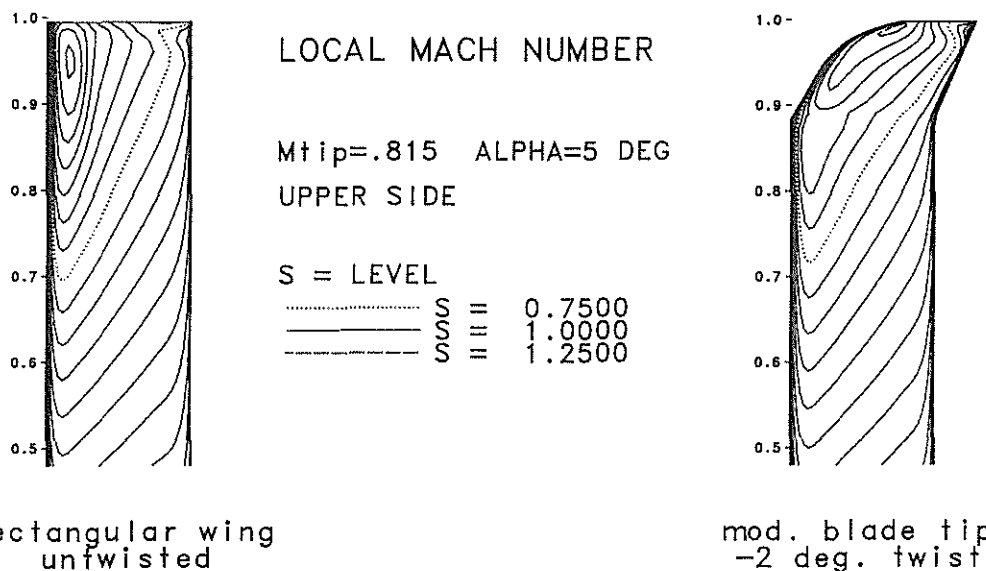 1.0
0.9
0.8
0.7
0.6
0.5
LOCAL MACH NUMBER
Mtip=.815 ALPHA=5 DEG
UPPER SIDE
S = LEVEL
S = 0.7500
S = 1.0000
S = 1.2500
1.0
0.9
0.8
0.7
0.6
0.5
ectangular wing
untwisted
mod. blade tip
-2 deg. twist